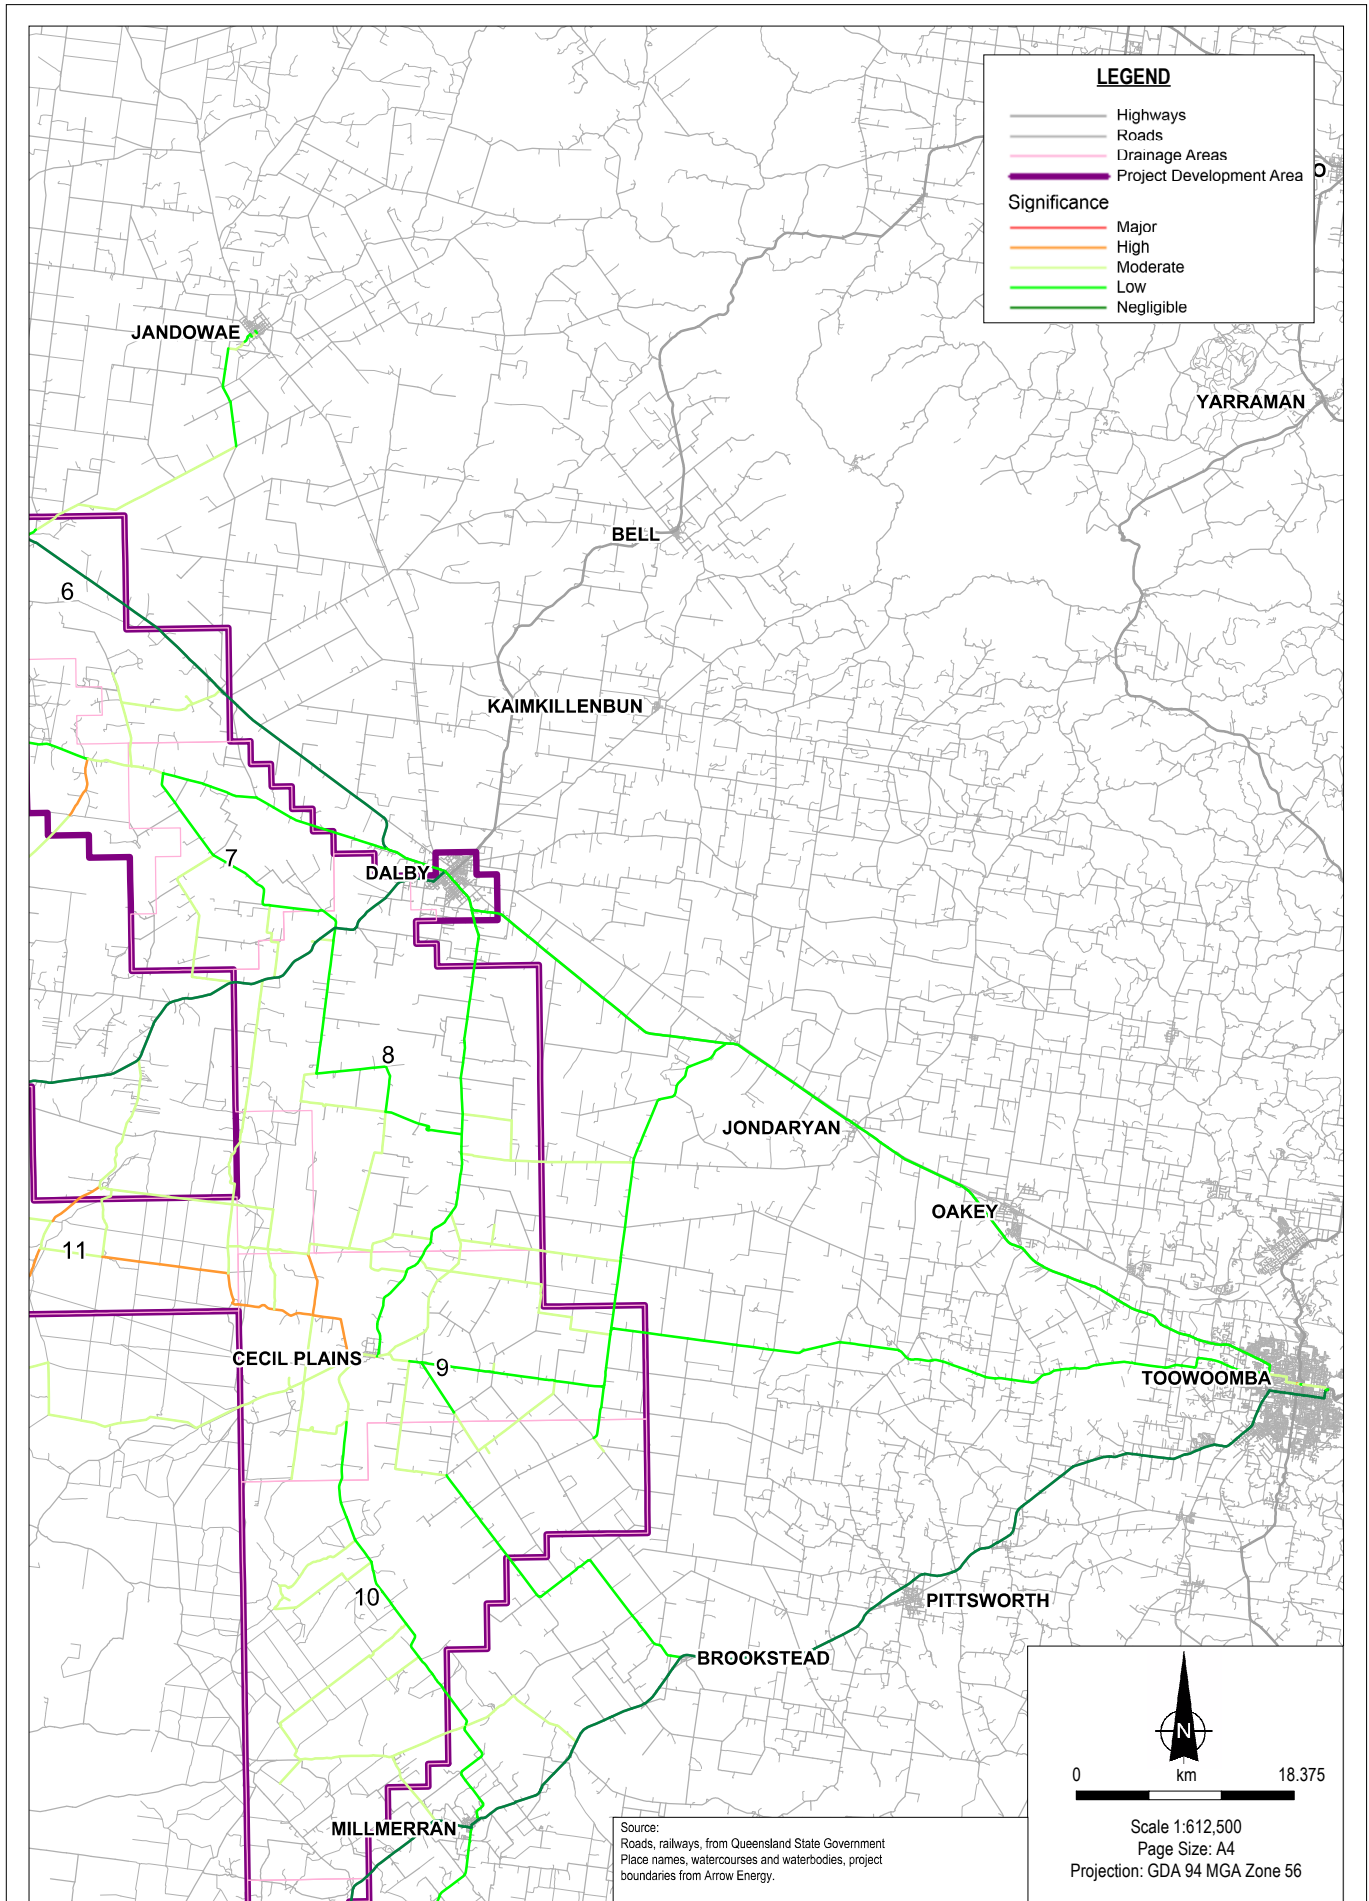 LEGEND
Highways
Roads
Drainage Areas
Project Development Area
O
Significance
Major
High
Moderate
Low
Negligible
JANDOWAE
YARRAMAN
BELL
6
KAIMKILLENBUN
7
DALBY
8
JONDARYAN
OAKEY
11
CECIL PLAINS
9
TOOWOOMBA
10
PITTSWORTH
BROOKSTEAD
MILLMERRAN
N
0 km 18.375
Scale 1:612,500
Page Size: A4
Projection: GDA 94 MGA Zone 56
Source:
Roads, railways, from Queensland State Government
Place names, watercourses and waterbodies, project
boundaries from Arrow Energy.